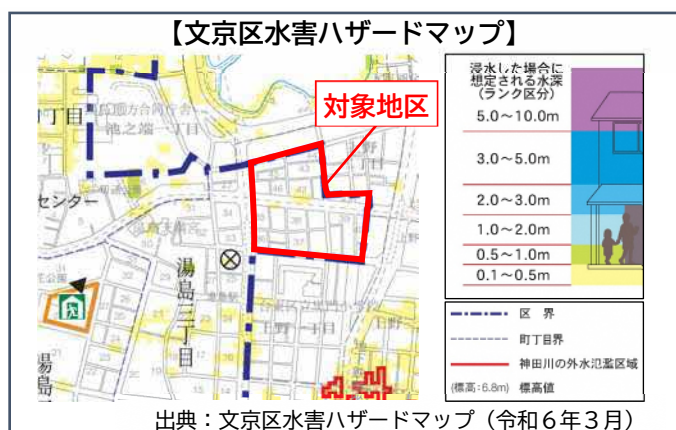 【文京区水害ハザードマップ】
対象地区
池之端一丁目
丁目
センター
湯島三丁目
湯島
上野一丁目
上野
浸水した場合に
想定される水深
(ランク区分)
5.0～10.0m
3.0～5.0m
2.0～3.0m
1.0～2.0m
0.5～1.0m
0.1～0.5m
区 界
町丁目界
神田川の外水氾濫区域
(標高:6.8m) 標高値
出典：文京区水害ハザードマップ（令和６年３月）